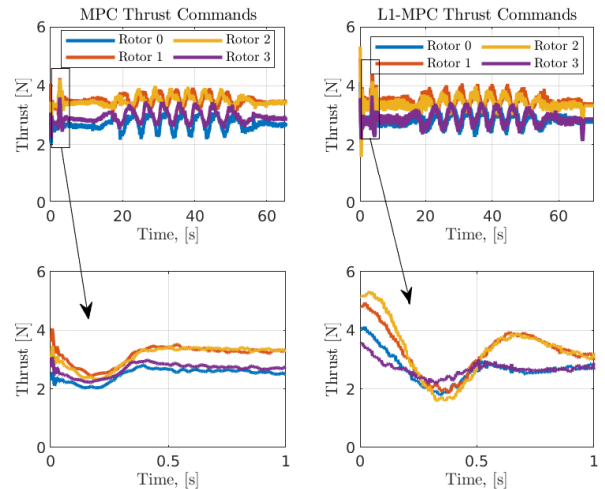 MPC Thrust Commands
Rotor 0 Rotor 2
Rotor 1 Rotor 3
6
4
2
0
Thrust [N]
0 20 40 60
Time, [s]
L1-MPC Thrust Commands
Rotor 0 Rotor 2
Rotor 1 Rotor 3
6
4
2
0
Thrust [N]
0 20 40 60
Time, [s]
6
4
2
0
Thrust [N]
0 0.5 1
Time, [s]
6
4
2
0
Thrust [N]
0 0.5 1
Time, [s]